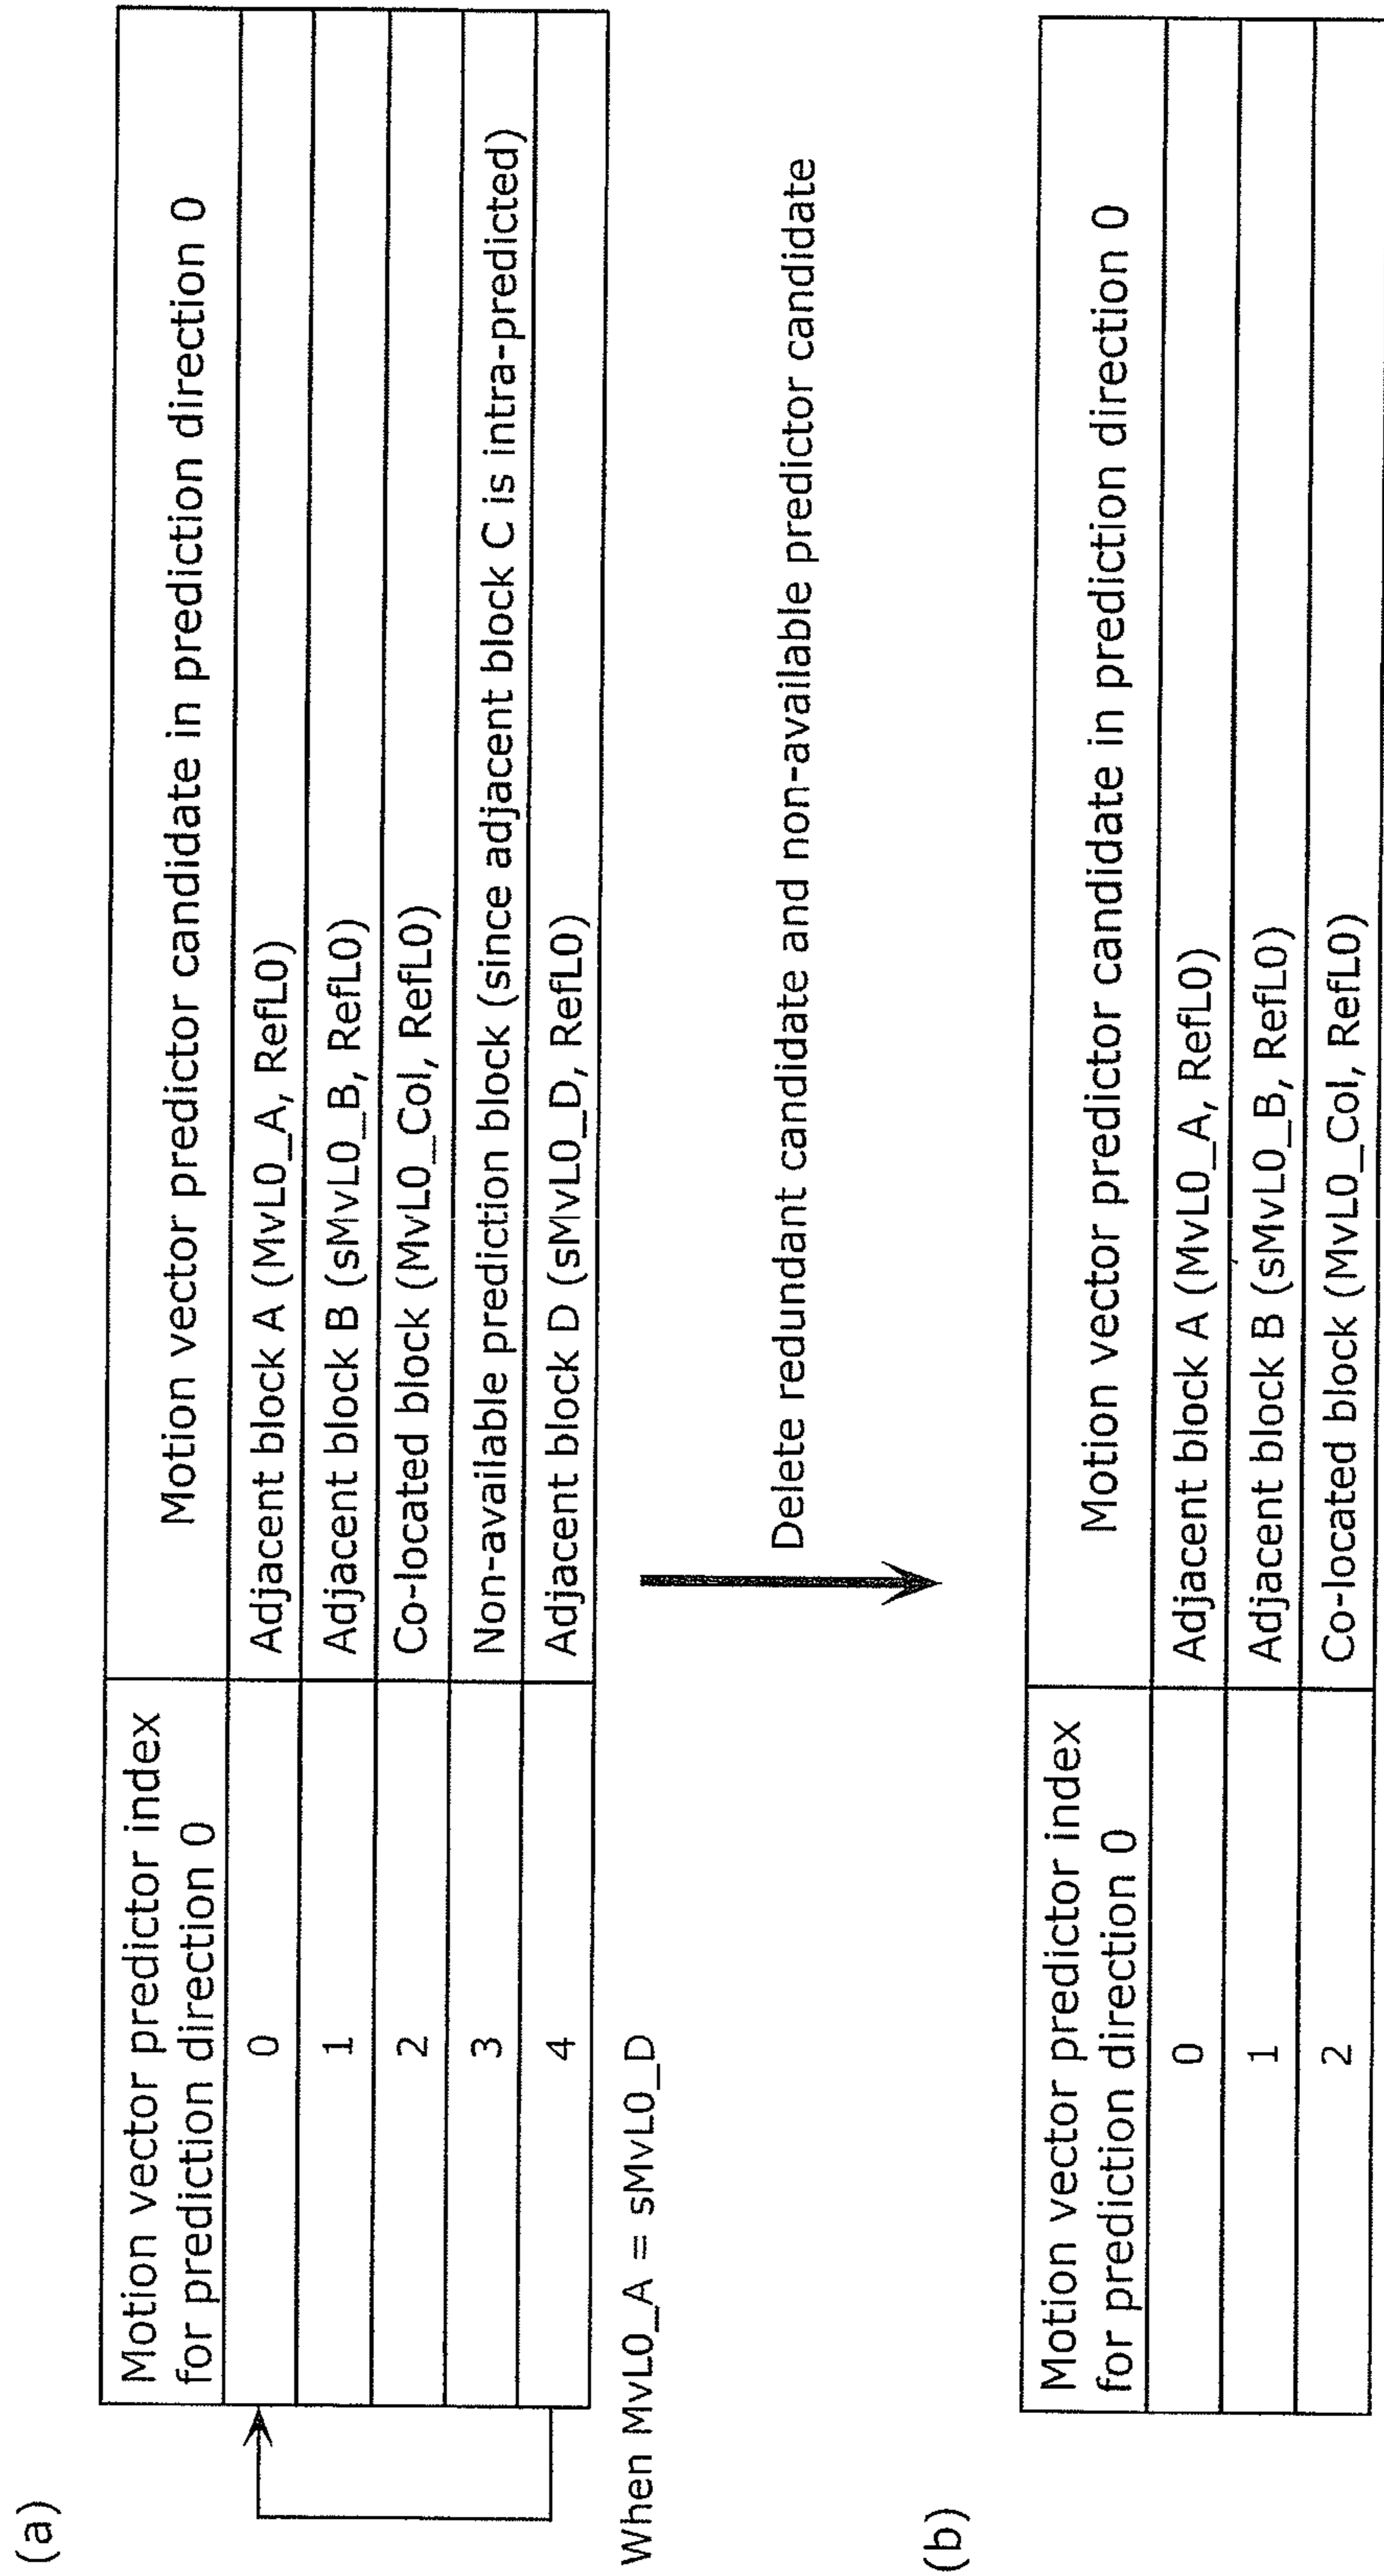 (a)
Motion vector predictor index
for prediction direction 0
Motion vector predictor candidate in prediction direction 0
0
Adjacent block A (MvL0_A, RefL0)
1
Adjacent block B (sMvL0_B, RefL0)
2
Co-located block (MvL0_Col, RefL0)
3
Non-available prediction block (since adjacent block C is intra-predicted)
4
Adjacent block D (sMvL0_D, RefL0)
When MvL0_A = sMvL0_D
Delete redundant candidate and non-available predictor candidate
(b)
Motion vector predictor index
for prediction direction 0
Motion vector predictor candidate in prediction direction 0
0
Adjacent block A (MvL0_A, RefL0)
1
Adjacent block B (sMvL0_B, RefL0)
2
Co-located block (MvL0_Col, RefL0)